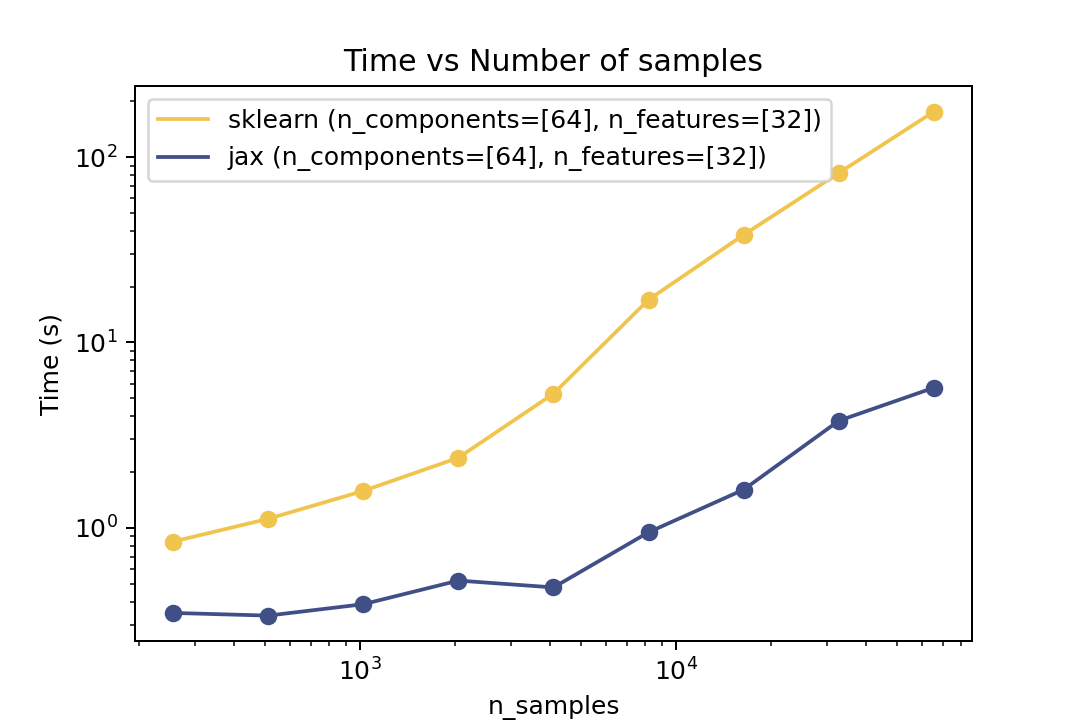 Time vs Number of samples
sklearn (n_components=[64], n_features=[32])
jax (n_components=[64], n_features=[32])
Time (s)
10²
10¹
10⁰
10³ 10⁴
n_samples